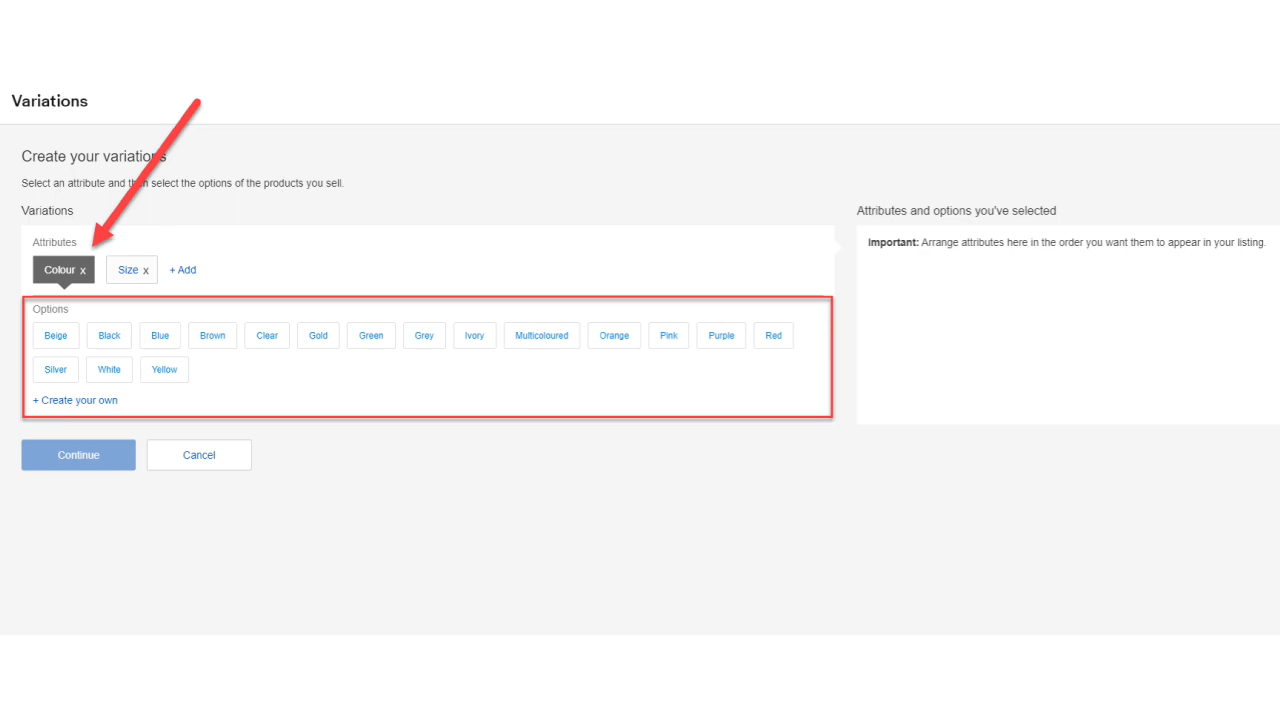 Variations
Create your variations
Select an attribute and then select the options of the products you sell.
Variations
Attributes
Colour x Size x + Add
Options
Beige Black Blue Brown Clear Gold Green Grey Ivory Multicoloured Orange Pink Purple Red
Silver White Yellow
+ Create your own
Continue Cancel
Attributes and options you've selected
Important: Arrange attributes here in the order you want them to appear in your listing.